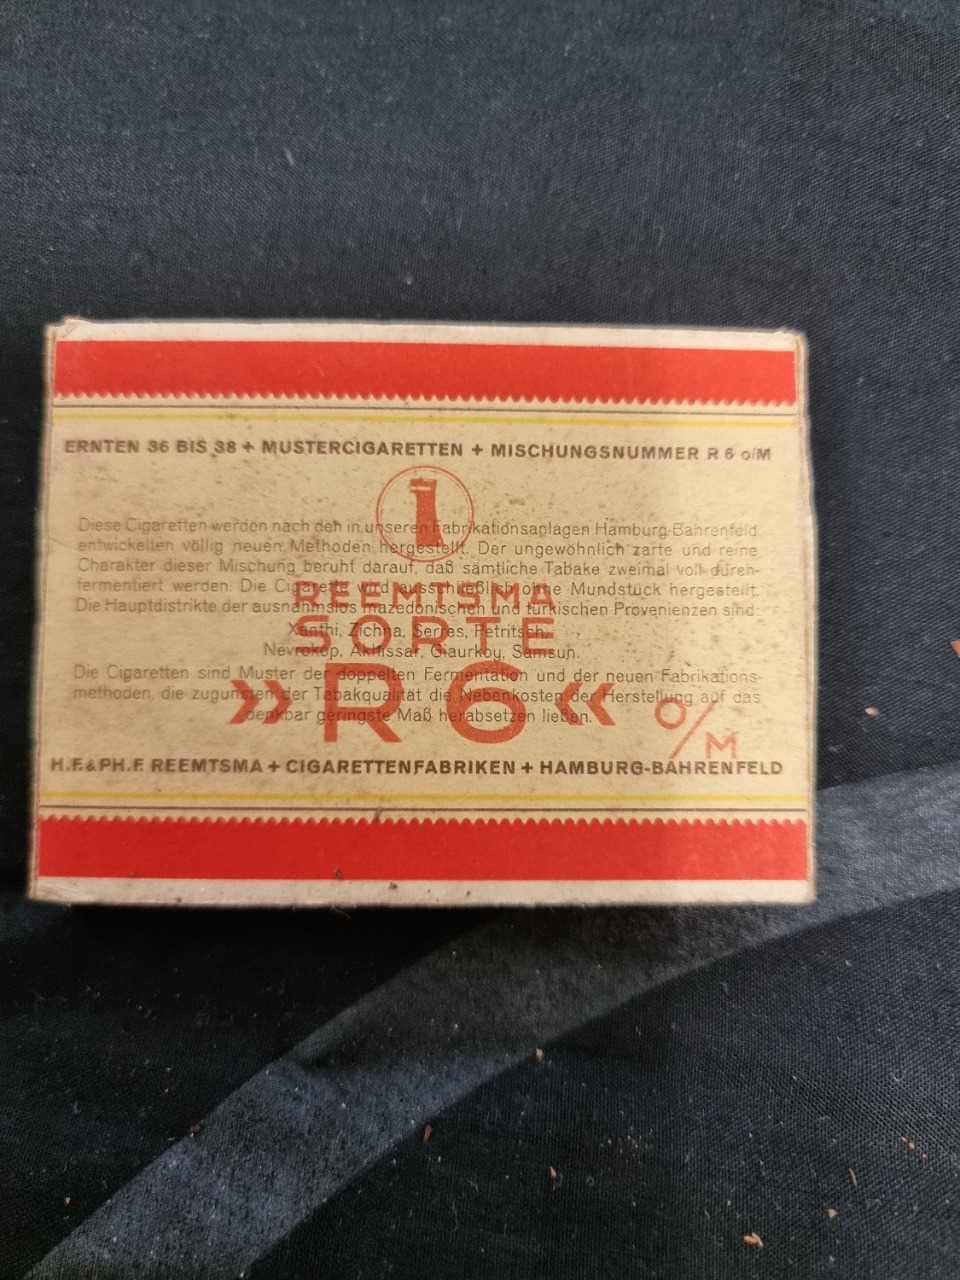 ERNTEN 36 BIS 38 + MUSTERCIGARETTEN + MISCHUNGSNUMMER R 6 o/M
Diese Cigaretten werden nach den in unseren Fabrikationsanlagen Hamburg-Bahrenfeld
entwickelten völlig neuen Methoden hergestellt. Der ungewöhnlich zarte und reine
Charakter dieser Mischung beruht darauf, daß sämtliche Tabake zweimal voll durch-
fermentiert werden. Die Cigarette wird ausschließlich ohne Mundstück hergestellt.
Die Hauptdistrikte der ausnahmslos mazedonischen und türkischen Provenienzen sind:
Xanthi, Zichna, Serres, Petritsch,
Nevrokop, Akhissar, Giaurkoy, Samsun.
Die Cigaretten sind Muster der doppelten Fermentation und der neuen Fabrikations-
methoden, die zugunsten der Tabakqualität die Nebenkosten der Herstellung auf das
denkbar geringste Maß herabsetzen ließen.
REEMTSMA
SORTE
»R6« O/M
H.F.&PH.F. REEMTSMA + CIGARETTENFABRIKEN + HAMBURG-BAHRENFELD